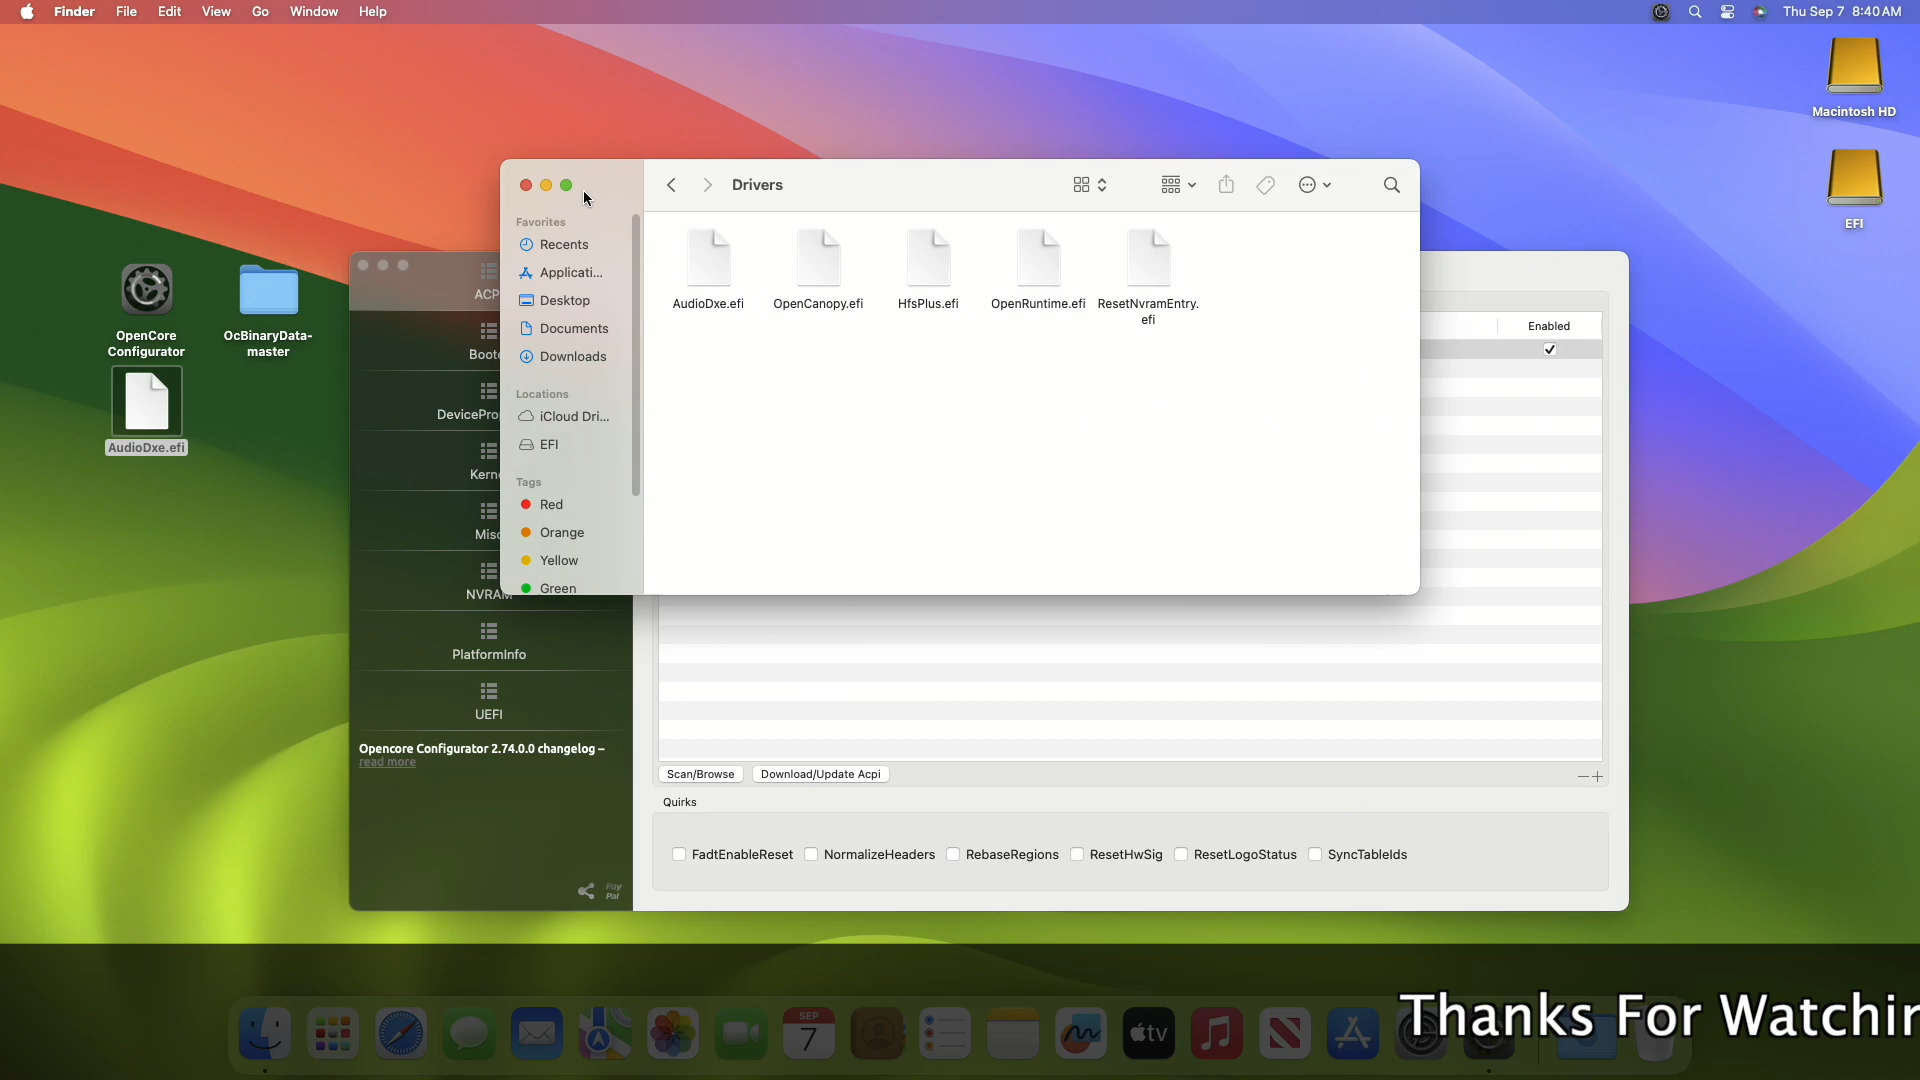 Finder File Edit View Go Window Help
Thu Sep 7 8:40 AM
Macintosh HD
EFI
OpenCore
Configurator
OcBinaryData-
master
AudioDxe.efi
Drivers
Favorites
Recents
Applicati...
Desktop
Documents
Downloads
Locations
iCloud Dri...
EFI
Tags
Red
Orange
Yellow
Green
AudioDxe.efi
OpenCanopy.efi
HfsPlus.efi
OpenRuntime.efi
ResetNvramEntry.
efi
ACP
Boote
DevicePro
Kern
Misc
NVRAM
PlatformInfo
UEFI
Opencore Configurator 2.74.0.0 changelog –
read more
Pay
Pal
Enabled
Scan/Browse
Download/Update Acpi
Quirks
FadtEnableReset NormalizeHeaders RebaseRegions ResetHwSig ResetLogoStatus SyncTableIds
SEP
7
tv
Thanks For Watchin